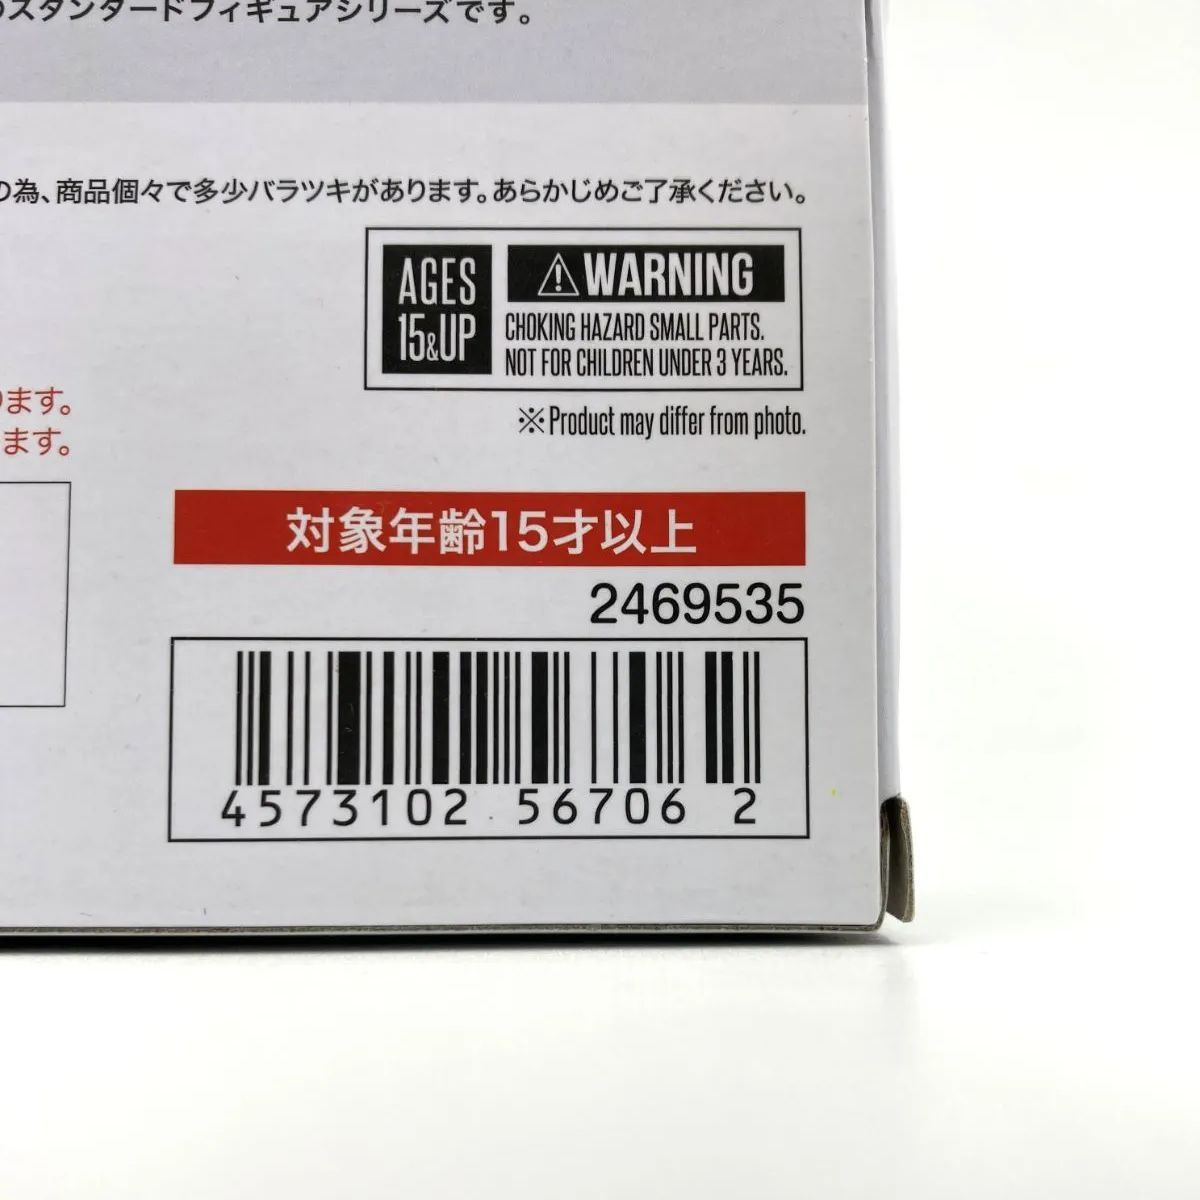 のスタンダードフィギュアシリーズです。
の為、商品個々で多少バラツキがあります。あらかじめご了承ください。
AGES
15&UP
⚠WARNING
CHOKING HAZARD SMALL PARTS.
NOT FOR CHILDREN UNDER 3 YEARS.
ります。
ます。
※Product may differ from photo.
対象年齢15才以上
2469535
4573102 56706 2